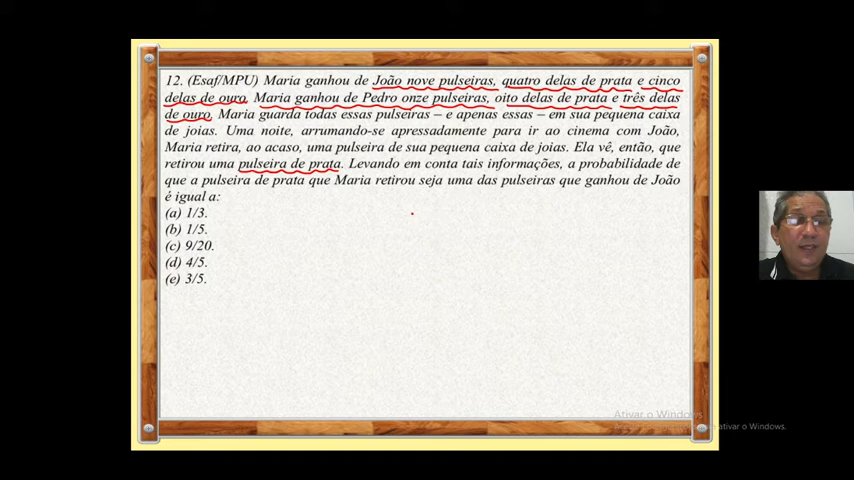 12. (Esaf/MPU) Maria ganhou de João nove pulseiras, quatro delas de prata e cinco
delas de ouro. Maria ganhou de Pedro onze pulseiras, oito delas de prata e três delas
de ouro. Maria guarda todas essas pulseiras – e apenas essas – em sua pequena caixa
de joias. Uma noite, arrumando-se apressadamente para ir ao cinema com João,
Maria retira, ao acaso, uma pulseira de sua pequena caixa de joias. Ela vê, então, que
retirou uma pulseira de prata. Levando em conta tais informações, a probabilidade de
que a pulseira de prata que Maria retirou seja uma das pulseiras que ganhou de João
é igual a:
(a) 1/3.
(b) 1/5.
(c) 9/20.
(d) 4/5.
(e) 3/5.
Ativar o Windows
ativar o Windows.